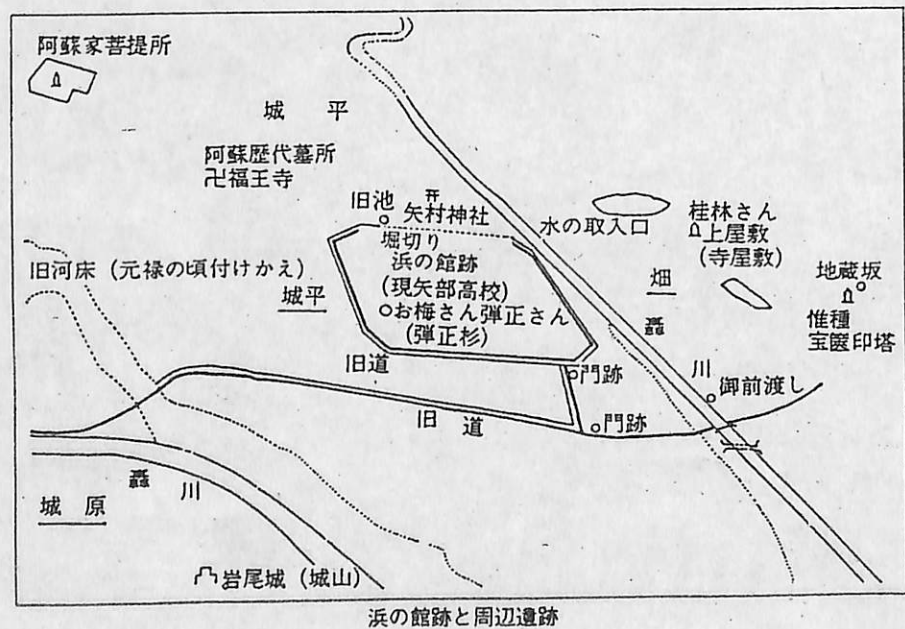 阿蘇家菩提所
城平
阿蘇歴代墓所
卍福王寺
旧池
矢村神社
水の取入口
桂林さん
上屋敷
(寺屋敷)
堀切り
浜の館跡
(現矢部高校)
お梅さん弾正さん
(弾正杉)
旧河床(元禄の頃付けかえ)
城平
畑
地蔵坂
惟種
宝篋印塔
轟川
御前渡し
旧道
門跡
旧道
門跡
轟川
城原
岩尾城(城山)
浜の館跡と周辺遺跡